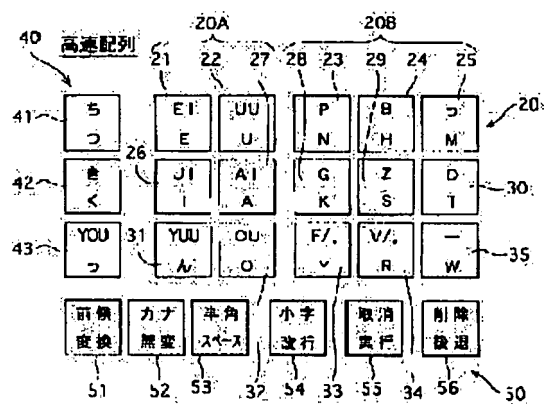 20A 20B
40 高速配列 21 22 27 28 23 29 24 25
41 ち EI UU P B っ 20
つ E U N H M
42 26 き JI AI G Z D 30
く I A K S T
43 31 YOU YUU OU F/。 V/。 ー 35
っ ん O R W
前候 カナ 半角 小字 取消 削除
変換 無変 スペース 改行 実行 後退
51 52 53 32 54 33 55 34 56 50